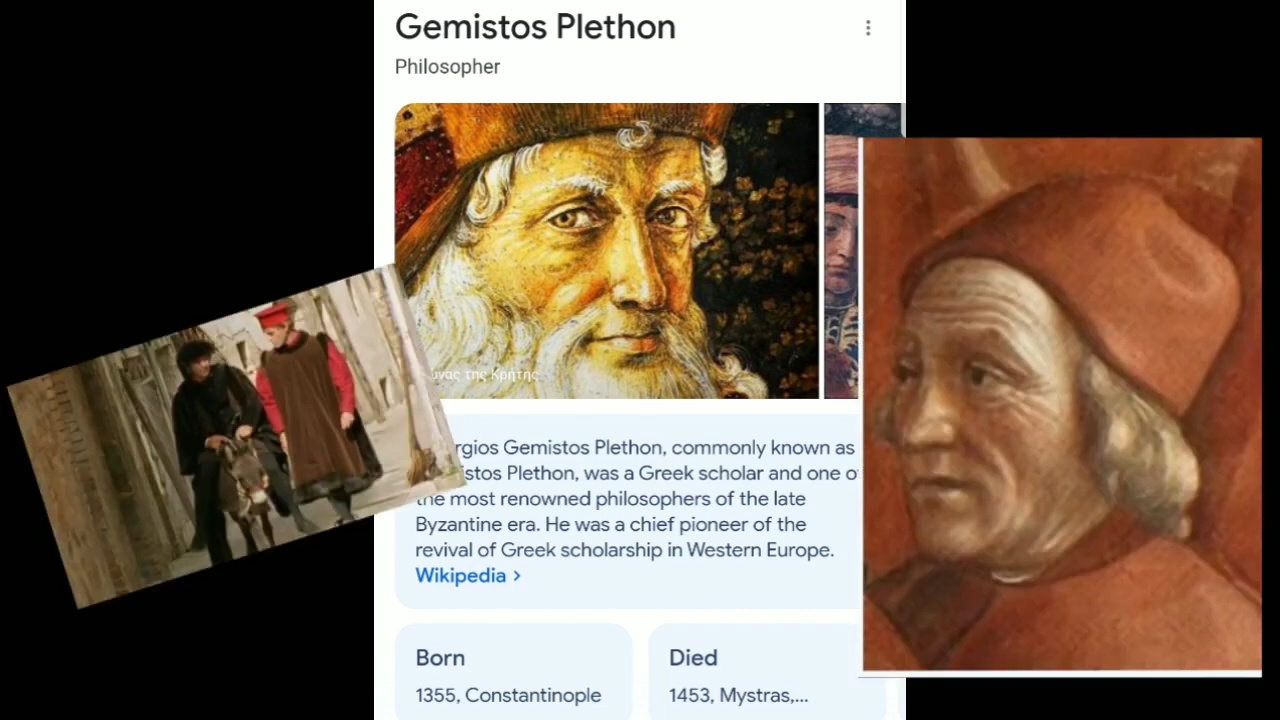 Gemistos Plethon
Philosopher
της Κρήτης
Gemistos Plethon, commonly known as
Plethon, was a Greek scholar and one
the most renowned philosophers of the late
Byzantine era. He was a chief pioneer of the
revival of Greek scholarship in Western Europe.
Wikipedia >
Born
Died
1355, Constantinople
1453, Mystras,...